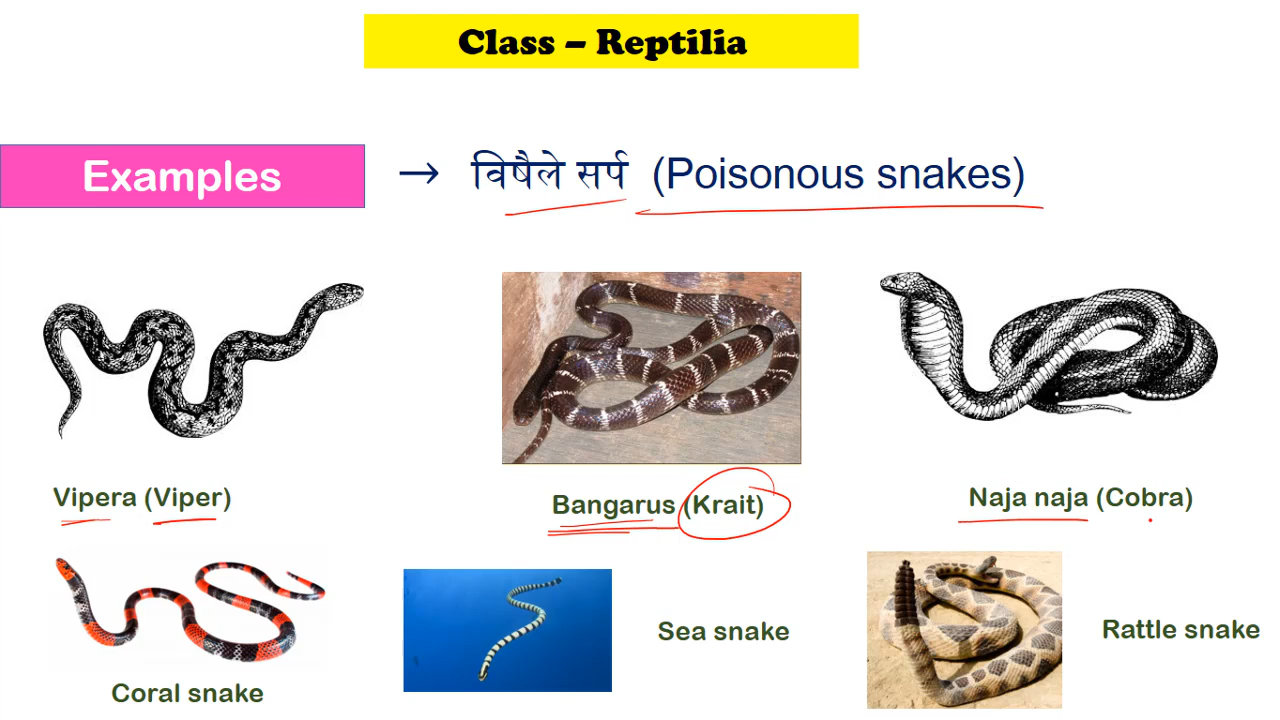 Class – Reptilia
Examples → विषैले सर्प (Poisonous snakes)
Vipera (Viper)
Bangarus (Krait)
Naja naja (Cobra)
Coral snake
Sea snake
Rattle snake